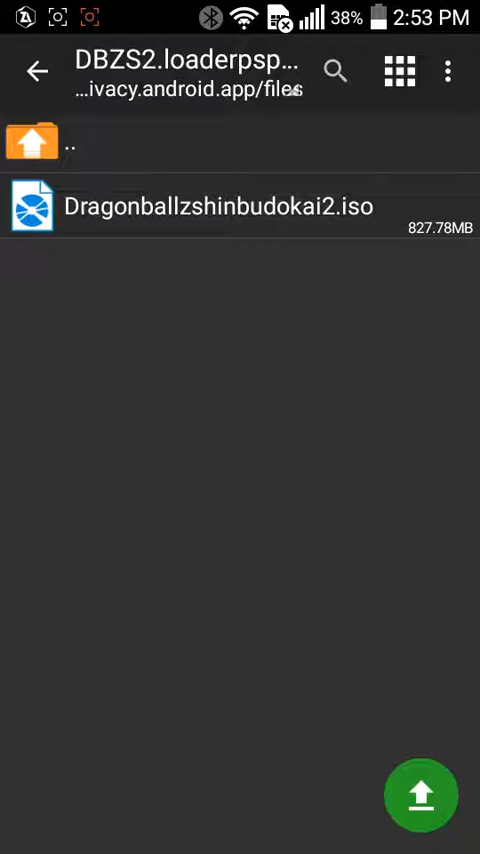 38% 2:53 PM
DBZS2.loaderpsp...
...ivacy.android.app/files
..
Dragonballzshinbudokai2.iso
827.78MB